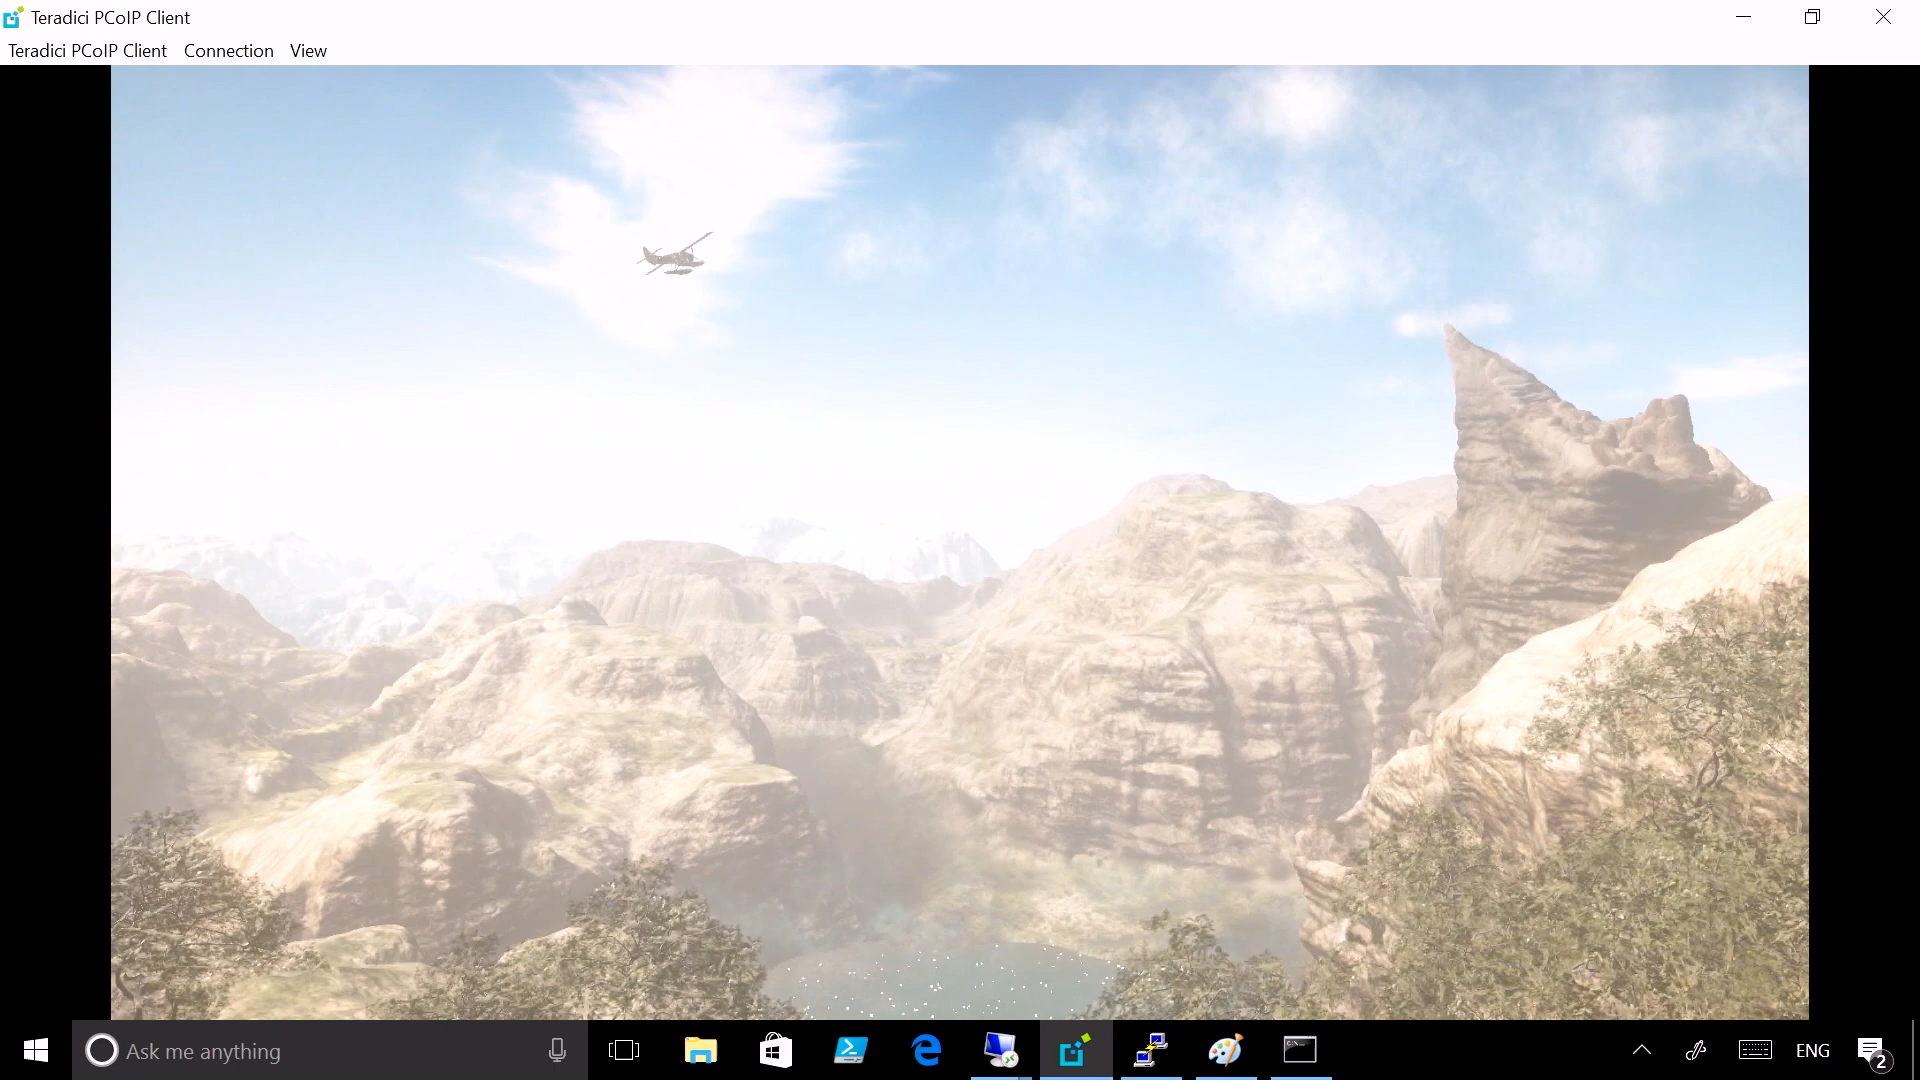 Teradici PCoIP Client
Teradici PCoIP Client Connection View
Ask me anything
ENG
2